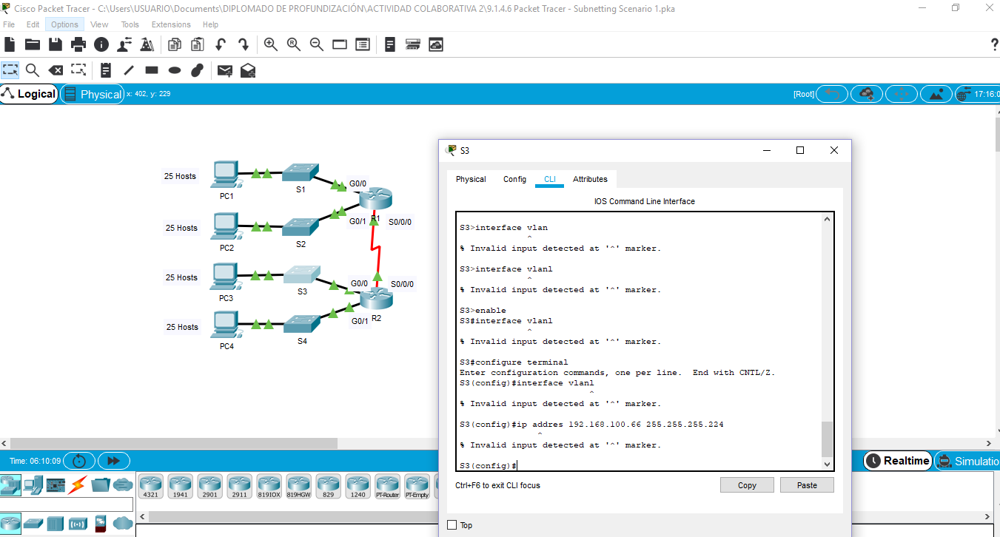 Cisco Packet Tracer - C:\Users\USUARIO\Documents\DIPLOMADO DE PROFUNDIZACIÓN\ACTIVIDAD COLABORATIVA 2\9.1.4.6 Packet Tracer - Subnetting Scenario 1.pka
File Edit Options View Tools Extensions Help
Logical Physical x: 402, y: 229 [Root] 17:16:0
25 Hosts
PC1
S1
G0/0
25 Hosts
PC2
S2
G0/1
R1
S0/0/0
25 Hosts
PC3
S3
G0/0
S0/0/0
25 Hosts
PC4
S4
G0/1
R2
S3
Physical Config CLI Attributes
IOS Command Line Interface
S3>interface vlan
^
% Invalid input detected at '^' marker.
S3>interface vlanl
^
% Invalid input detected at '^' marker.
S3>enable
S3#interface vlanl
^
% Invalid input detected at '^' marker.
S3#configure terminal
Enter configuration commands, one per line. End with CNTL/Z.
S3(config)#interface vlanl
^
% Invalid input detected at '^' marker.
S3(config)#ip addres 192.168.100.66 255.255.255.224
^
% Invalid input detected at '^' marker.
S3(config)#
Ctrl+F6 to exit CLI focus
Copy Paste
Top
Time: 06:10:09
Realtime Simulatio
4321 1941 2901 2911 819IOX 819HGW 829 1240 PT-Router PT-Empty